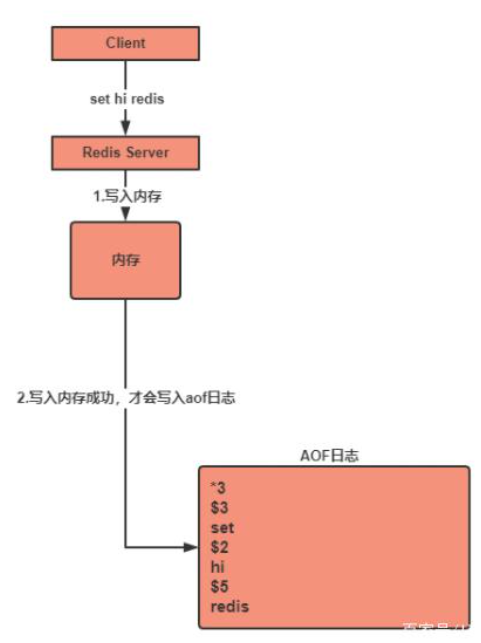 Client
set hi redis
Redis Server
1.写入内存
内存
2.写入内存成功，才会写入aof日志
AOF日志
*3
$3
set
$2
hi
$5
redis